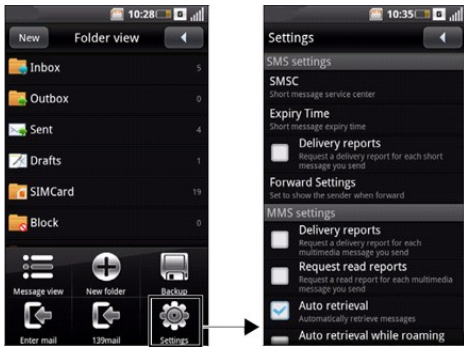 10:28
New
Folder view
Inbox
5
Outbox
0
Sent
4
Drafts
1
SIMCard
19
Block
0
Message view
New folder
Backup
Enter mail
139mail
Settings
10:35
Settings
SMS settings
SMSC
Short message service center
Expiry Time
Short message expiry time
Delivery reports
Request a delivery report for each short
message you send
Forward Settings
Set to show the sender when forward
MMS settings
Delivery reports
Request a delivery report for each
multimedia message you send
Request read reports
Request a read report for each multimedia
message you send
Auto retrieval
Automatically retrieve messages
Auto retrieval while roaming